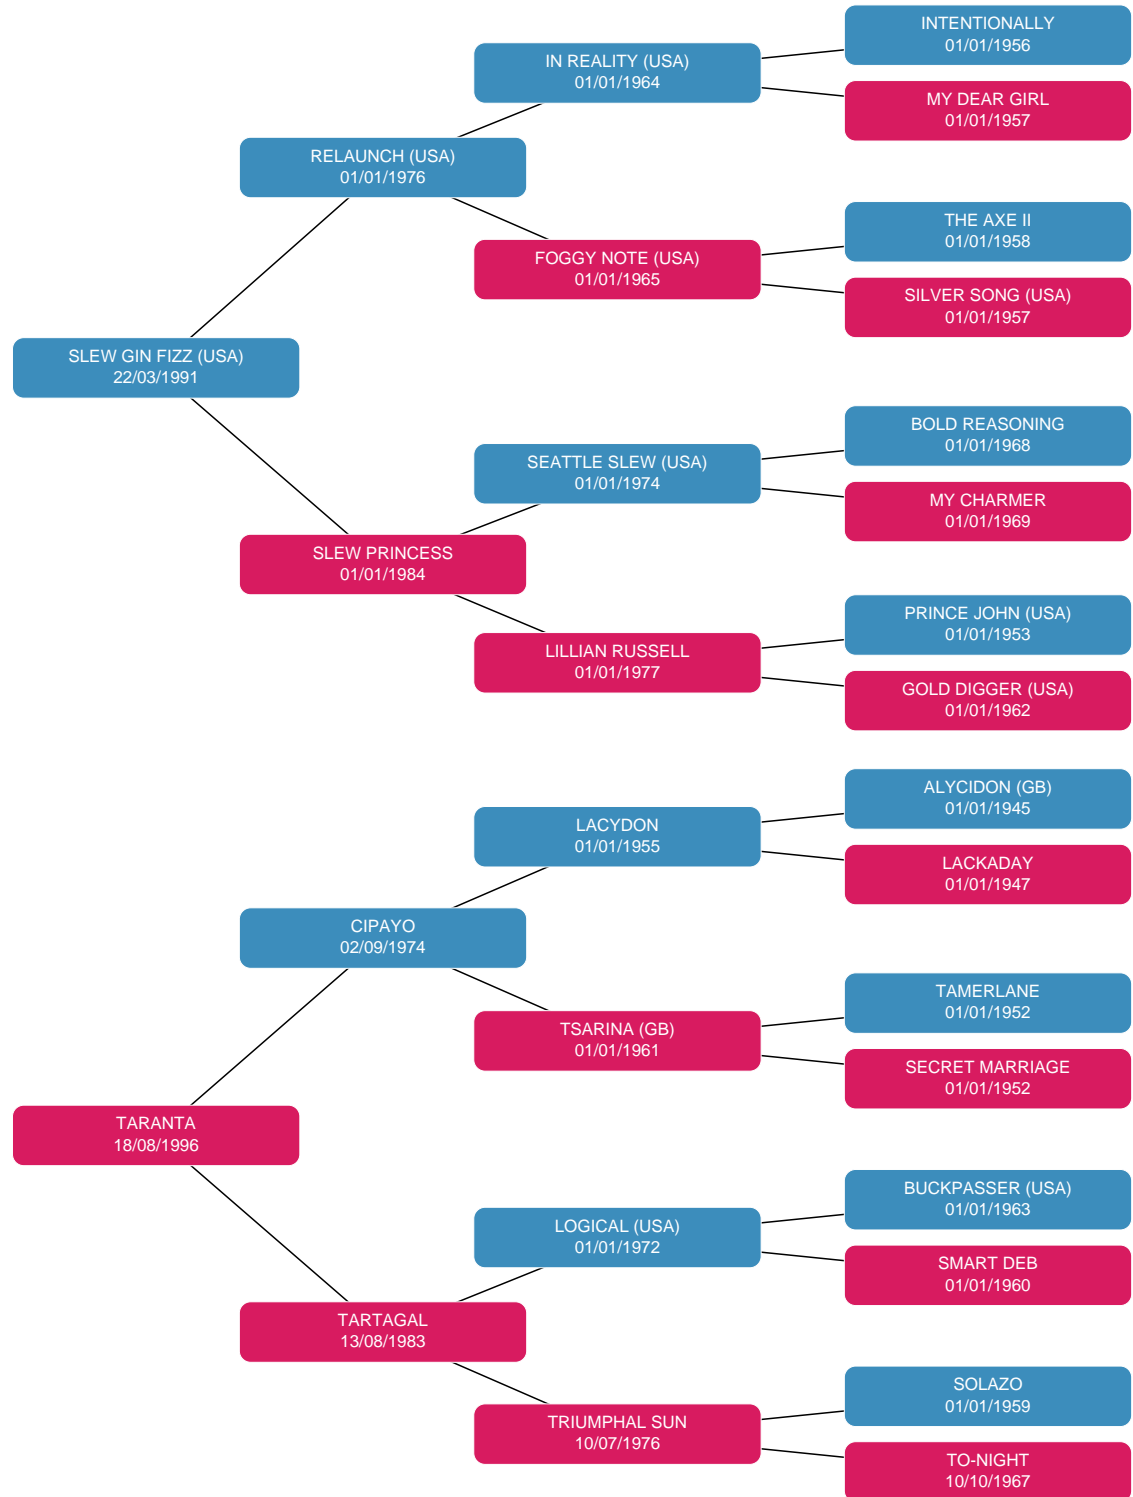 INTENTIONALLY
01/01/1956
IN REALITY (USA)
01/01/1964
MY DEAR GIRL
01/01/1957
RELAUNCH (USA)
01/01/1976
THE AXE II
01/01/1958
FOGGY NOTE (USA)
01/01/1965
SILVER SONG (USA)
01/01/1957
SLEW GIN FIZZ (USA)
22/03/1991
BOLD REASONING
01/01/1968
SEATTLE SLEW (USA)
01/01/1974
MY CHARMER
01/01/1969
SLEW PRINCESS
01/01/1984
PRINCE JOHN (USA)
01/01/1953
LILLIAN RUSSELL
01/01/1977
GOLD DIGGER (USA)
01/01/1962
ALYCIDON (GB)
01/01/1945
LACYDON
01/01/1955
LACKADAY
01/01/1947
CIPAYO
02/09/1974
TAMERLANE
01/01/1952
TSARINA (GB)
01/01/1961
SECRET MARRIAGE
01/01/1952
TARANTA
18/08/1996
BUCKPASSER (USA)
01/01/1963
LOGICAL (USA)
01/01/1972
SMART DEB
01/01/1960
TARTAGAL
13/08/1983
SOLAZO
01/01/1959
TRIUMPHAL SUN
10/07/1976
TO-NIGHT
10/10/1967